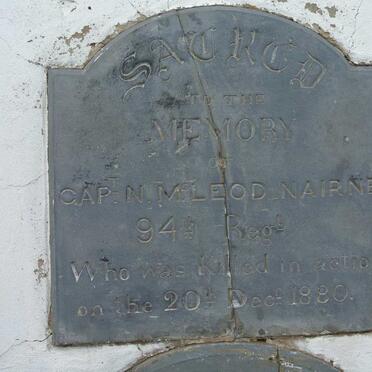 SACRED
TO THE
MEMORY
OF
CAPT. N. McLEOD NAIRNE
94th Regt.
Who was Killed in action
on the 20th Decr. 1880.